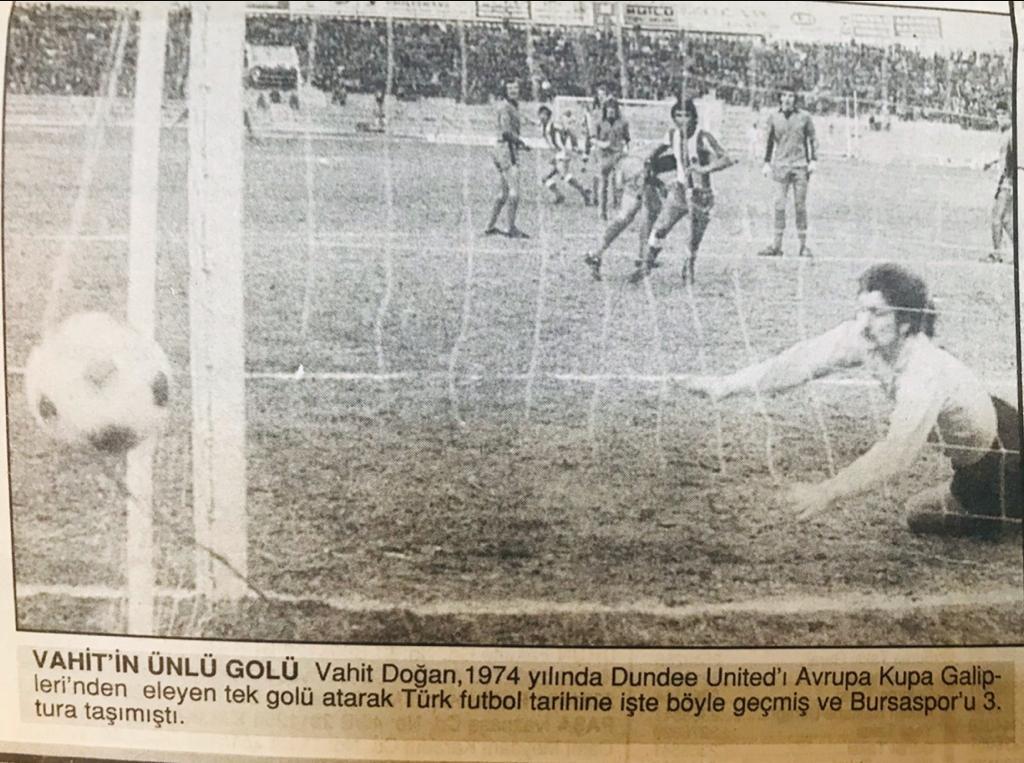 VAHİT'İN ÜNLÜ GOLÜ Vahit Doğan,1974 yılında Dundee United'ı Avrupa Kupa Galip-
leri'nden eleyen tek golü atarak Türk futbol tarihine işte böyle geçmiş ve Bursaspor'u 3.
tura taşımıştı.